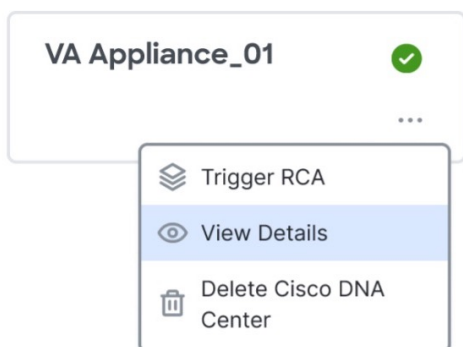 VA Appliance_01
...
Trigger RCA
View Details
Delete Cisco DNA
Center